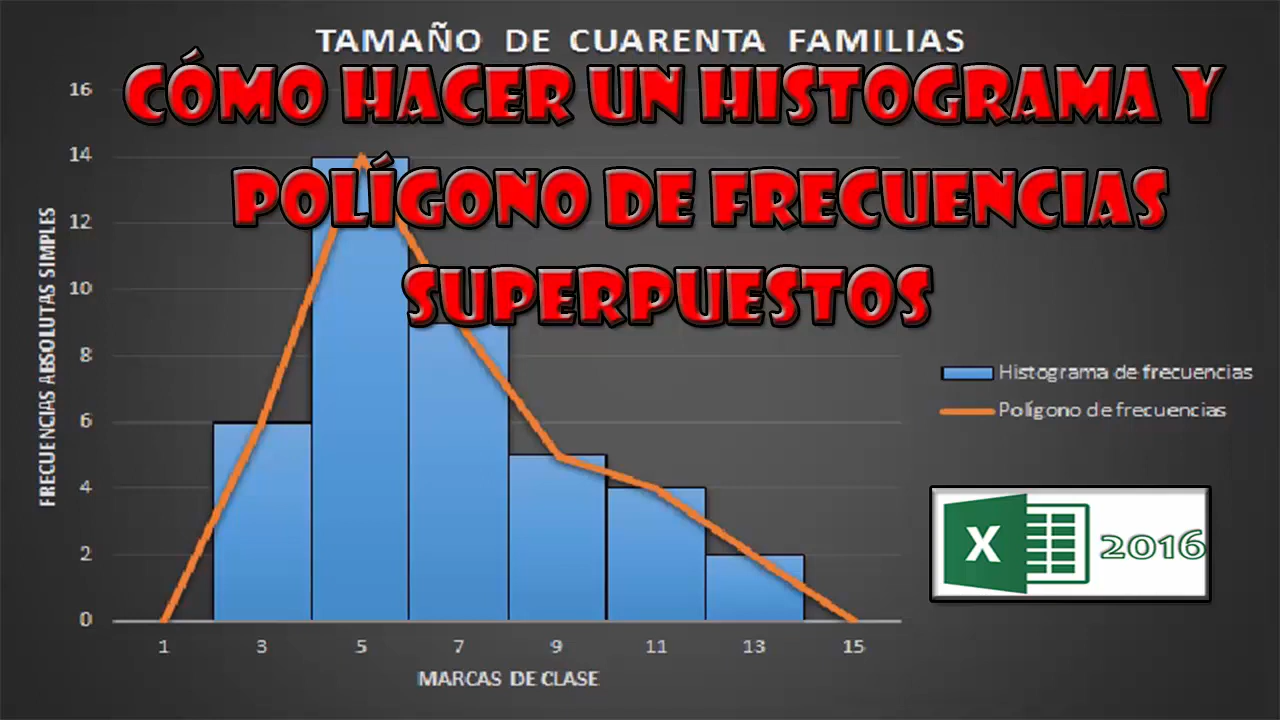 TAMAÑO DE CUARENTA FAMILIAS
CÓMO HACER UN HISTOGRAMA Y
POLÍGONO DE FRECUENCIAS
SUPERPUESTOS
FRECUENCIAS ABSOLUTAS SIMPLES
16
14
12
10
8
6
4
2
0
1 3 5 7 9 11 13 15
MARCAS DE CLASE
Histograma de frecuencias
Polígono de frecuencias
X 2016